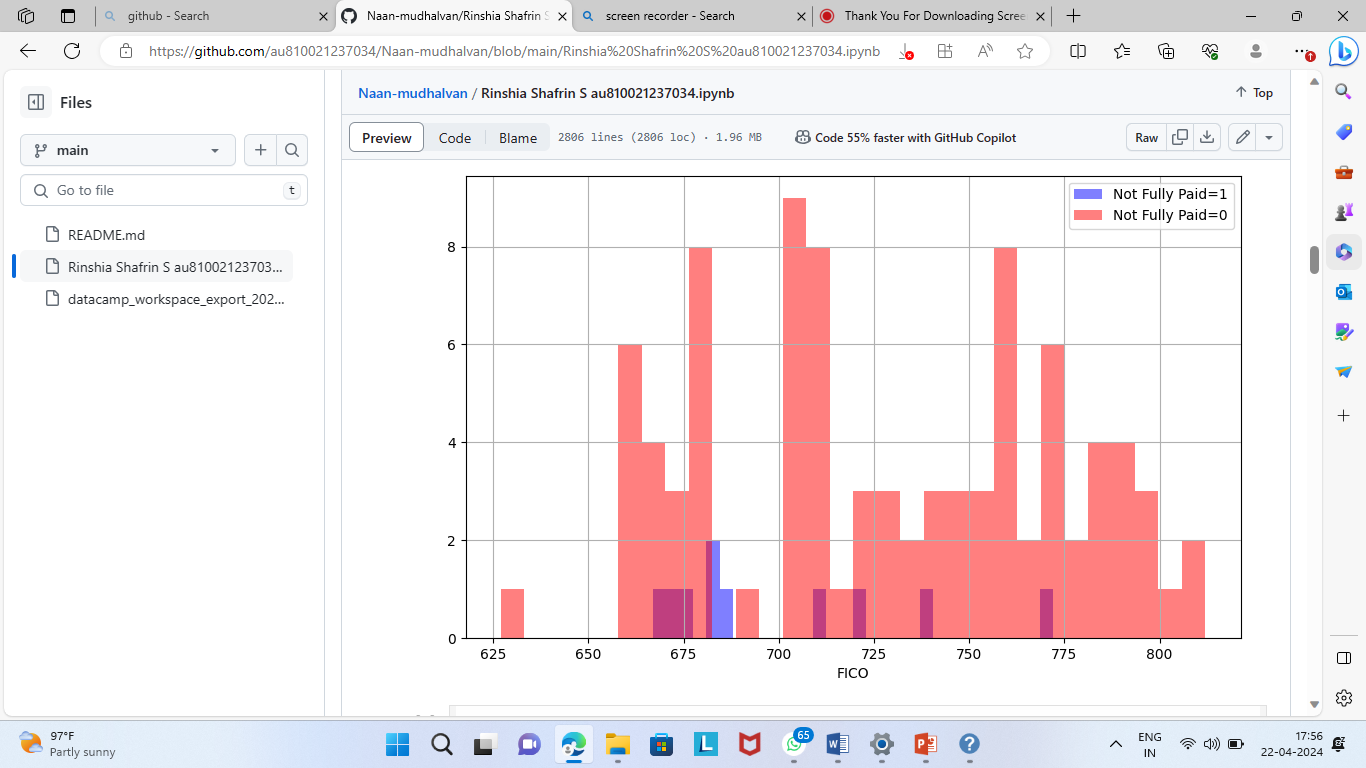 github - Search
Naan-mudhalvan/Rinshia Shafrin S
screen recorder - Search
Thank You For Downloading Scree
https://github.com/au810021237034/Naan-mudhalvan/blob/main/Rinshia%20Shafrin%20S%20au810021237034.ipynb
Files
main
Go to file
t
README.md
Rinshia Shafrin S au81002123703...
datacamp_workspace_export_202...
Naan-mudhalvan / Rinshia Shafrin S au810021237034.ipynb
Top
Preview Code Blame 2806 lines (2806 loc) · 1.96 MB Code 55% faster with GitHub Copilot Raw
Not Fully Paid=1
Not Fully Paid=0
8
6
4
2
0
625 650 675 700 725 750 775 800
FICO
97°F
Partly sunny
65
ENG
IN
17:56
22-04-2024